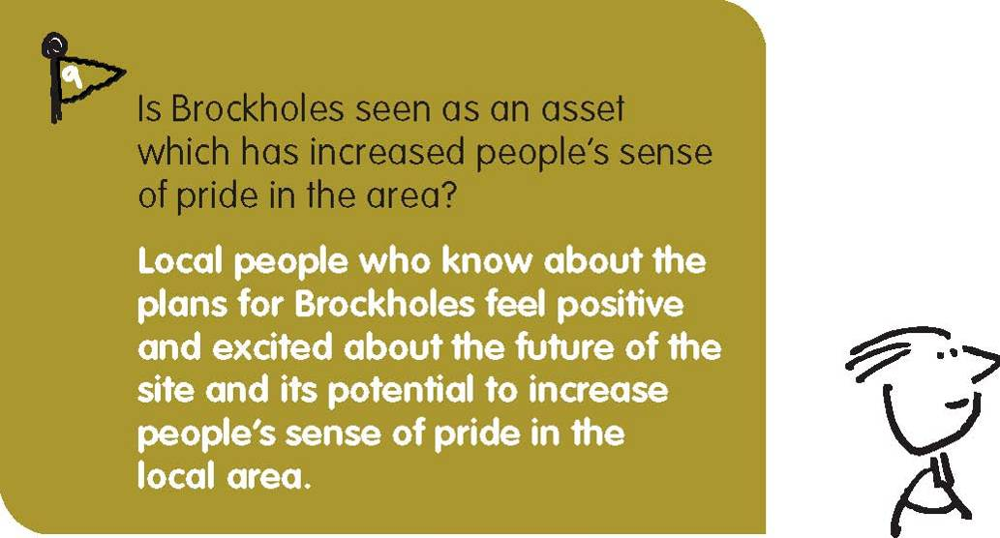 9
Is Brockholes seen as an asset
which has increased people’s sense
of pride in the area?
Local people who know about the
plans for Brockholes feel positive
and excited about the future of the
site and its potential to increase
people’s sense of pride in the
local area.